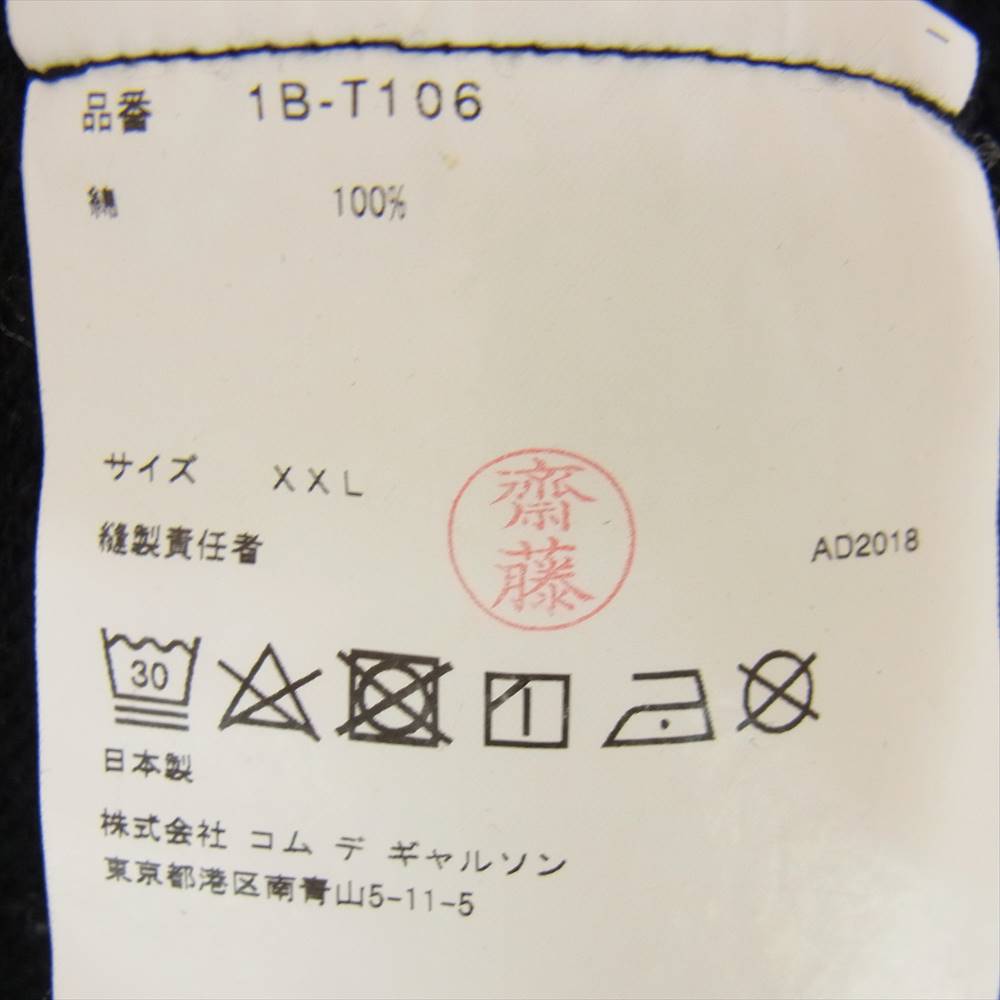 品番 1B-T106
綿 100%
サイズ XXL
縫製責任者 齋藤 AD2018
30
日本製
株式会社 コム デ ギャルソン
東京都港区南青山5-11-5